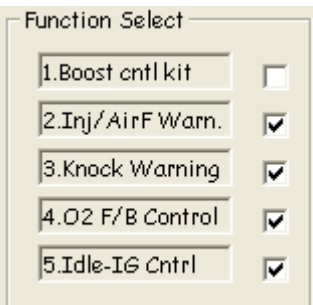 Function Select
1.Boost cntl kit
2.Inj/AirF Warn.
3.Knock Warning
4.O2 F/B Control
5.Idle-IG Cntrl